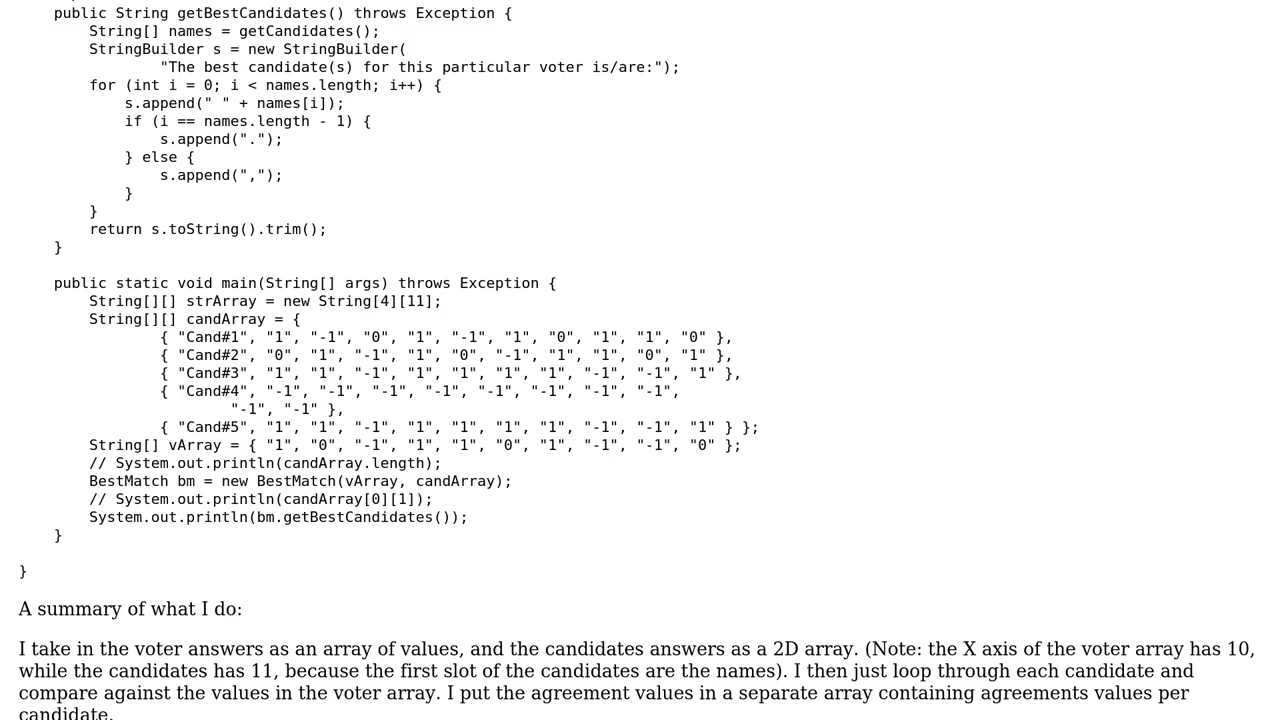 public String getBestCandidates() throws Exception {
String[] names = getCandidates();
StringBuilder s = new StringBuilder(
"The best candidate(s) for this particular voter is/are:");
for (int i = 0; i < names.length; i++) {
s.append(" " + names[i]);
if (i == names.length - 1) {
s.append(".");
} else {
s.append(",");
}
}
return s.toString().trim();
}
public static void main(String[] args) throws Exception {
String[][] strArray = new String[4][11];
String[][] candArray = {
{ "Cand#1", "1", "-1", "0", "1", "-1", "1", "0", "1", "1", "0" },
{ "Cand#2", "0", "1", "-1", "1", "0", "-1", "1", "1", "0", "1" },
{ "Cand#3", "1", "1", "-1", "1", "1", "1", "1", "-1", "-1", "1" },
{ "Cand#4", "-1", "-1", "-1", "-1", "-1", "-1", "-1", "-1",
"-1", "-1" },
{ "Cand#5", "1", "1", "-1", "1", "1", "1", "1", "-1", "-1", "1" } };
String[] vArray = { "1", "0", "-1", "1", "1", "0", "1", "-1", "-1", "0" };
// System.out.println(candArray.length);
BestMatch bm = new BestMatch(vArray, candArray);
// System.out.println(candArray[0][1]);
System.out.println(bm.getBestCandidates());
}
}
A summary of what I do:
I take in the voter answers as an array of values, and the candidates answers as a 2D array. (Note: the X axis of the voter array has 10,
while the candidates has 11, because the first slot of the candidates are the names). I then just loop through each candidate and
compare against the values in the voter array. I put the agreement values in a separate array containing agreements values per
candidate.